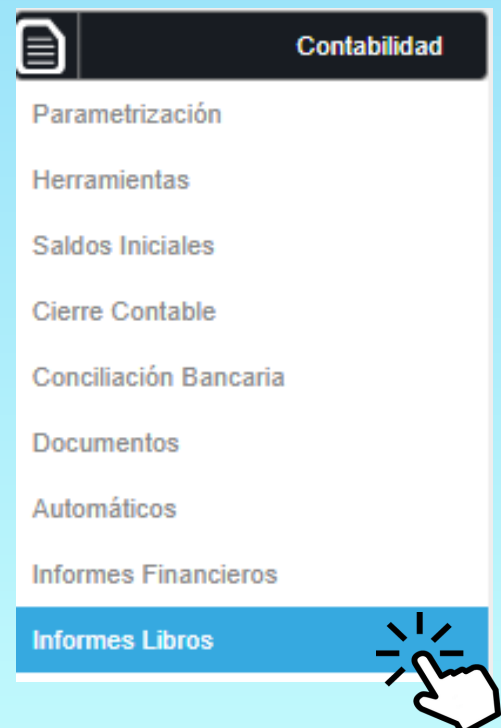 Contabilidad
Parametrización
Herramientas
Saldos Iniciales
Cierre Contable
Conciliación Bancaria
Documentos
Automáticos
Informes Financieros
Informes Libros